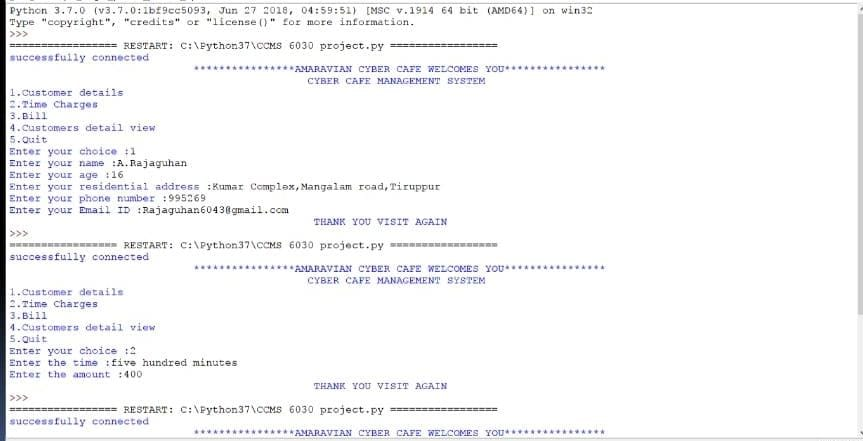 Python 3.7.0 (v3.7.0:1bf9cc5093, Jun 27 2018, 04:59:51) [MSC v.1914 64 bit (AMD64)] on win32
Type "copyright", "credits" or "license()" for more information.
>>>
================= RESTART: C:\Python37\CCMS 6030 project.py =================
successfully connected
****************AMARAVIAN CYBER CAFE WELCOMES YOU****************
CYBER CAFE MANAGEMENT SYSTEM
1.Customer details
2.Time Charges
3.Bill
4.Customers detail view
5.Quit
Enter your choice :1
Enter your name :A.Rajaguhan
Enter your age :16
Enter your residential address :Kumar Complex,Mangalam road,Tiruppur
Enter your phone number :995269
Enter your Email ID :Rajaguhan6043@gmail.com
THANK YOU VISIT AGAIN
>>>
================= RESTART: C:\Python37\CCMS 6030 project.py =================
successfully connected
****************AMARAVIAN CYBER CAFE WELCOMES YOU****************
CYBER CAFE MANAGEMENT SYSTEM
1.Customer details
2.Time Charges
3.Bill
4.Customers detail view
5.Quit
Enter your choice :2
Enter the time :five hundred minutes
Enter the amount :400
THANK YOU VISIT AGAIN
>>>
================= RESTART: C:\Python37\CCMS 6030 project.py =================
successfully connected
****************AMARAVIAN CYBER CAFE WELCOMES YOU****************